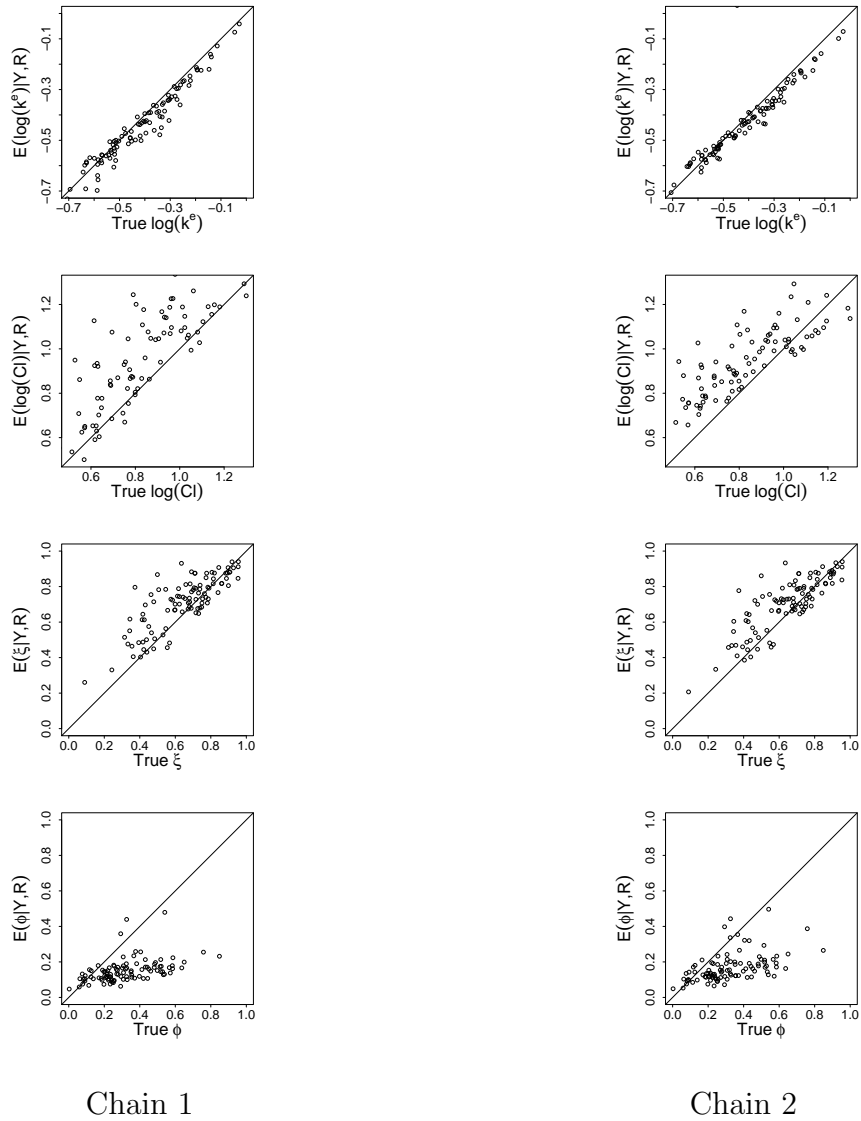 -0.1
-0.3
-0.5
-0.7
E(log(k^e)|Y,R)
-0.7 -0.5 -0.3 -0.1
True log(k^e)
-0.1
-0.3
-0.5
-0.7
E(log(k^e)|Y,R)
-0.7 -0.5 -0.3 -0.1
True log(k^e)
1.2
1.0
0.8
0.6
E(log(Cl)|Y,R)
0.6 0.8 1.0 1.2
True log(Cl)
1.2
1.0
0.8
0.6
E(log(Cl)|Y,R)
0.6 0.8 1.0 1.2
True log(Cl)
1.0
0.8
0.6
0.4
0.2
0.0
E(ξ|Y,R)
0.0 0.2 0.4 0.6 0.8 1.0
True ξ
1.0
0.8
0.6
0.4
0.2
0.0
E(ξ|Y,R)
0.0 0.2 0.4 0.6 0.8 1.0
True ξ
1.0
0.8
0.6
0.4
0.2
0.0
E(ϕ|Y,R)
0.0 0.2 0.4 0.6 0.8 1.0
True ϕ
1.0
0.8
0.6
0.4
0.2
0.0
E(ϕ|Y,R)
0.0 0.2 0.4 0.6 0.8 1.0
True ϕ
Chain 1
Chain 2